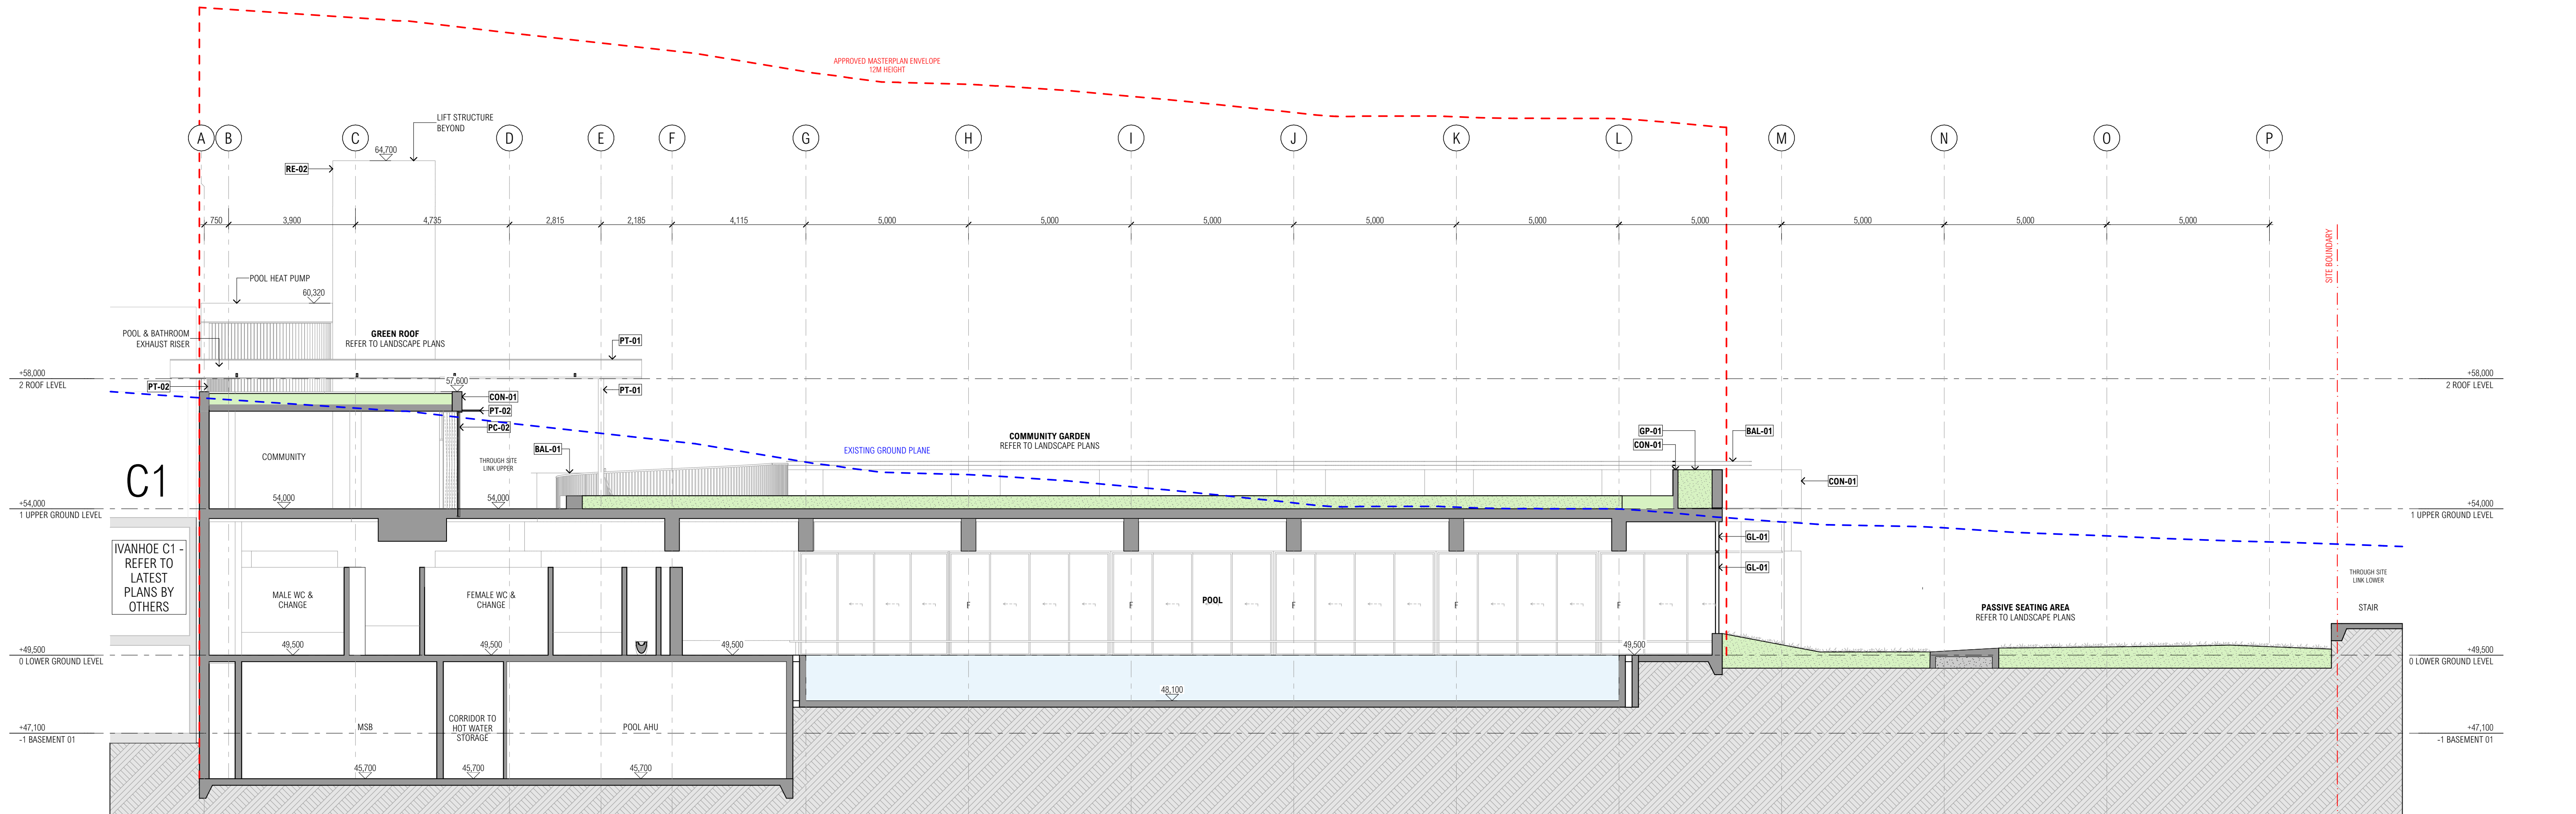 APPROVED MASTERPLAN ENVELOPE
12M HEIGHT
LIFT STRUCTURE
BEYOND
A
B
C
D
E
F
G
H
I
J
K
L
M
N
O
P
64,700
RE-02
750
3,900
4,735
2,815
2,185
4,115
5,000
5,000
5,000
5,000
5,000
5,000
5,000
5,000
5,000
SITE BOUNDARY
POOL HEAT PUMP
60,320
POOL & BATHROOM
EXHAUST RISER
GREEN ROOF
REFER TO LANDSCAPE PLANS
PT-01
+58,000
2 ROOF LEVEL
PT-02
57,600
PT-01
+58,000
2 ROOF LEVEL
CON-01
PT-02
PC-02
COMMUNITY
THROUGH SITE
LINK UPPER
BAL-01
EXISTING GROUND PLANE
COMMUNITY GARDEN
REFER TO LANDSCAPE PLANS
GP-01
CON-01
BAL-01
CON-01
C1
54,000
54,000
+54,000
1 UPPER GROUND LEVEL
+54,000
1 UPPER GROUND LEVEL
IVANHOE C1 -
REFER TO
LATEST
PLANS BY
OTHERS
GL-01
GL-01
THROUGH SITE
LINK LOWER
STAIR
MALE WC &
CHANGE
FEMALE WC &
CHANGE
POOL
F
F
F
F
F
PASSIVE SEATING AREA
REFER TO LANDSCAPE PLANS
49,500
49,500
49,500
49,500
+49,500
0 LOWER GROUND LEVEL
+49,500
0 LOWER GROUND LEVEL
48,100
MSB
CORRIDOR TO
HOT WATER
STORAGE
POOL AHU
+47,100
-1 BASEMENT 01
+47,100
-1 BASEMENT 01
45,700
45,700
45,700